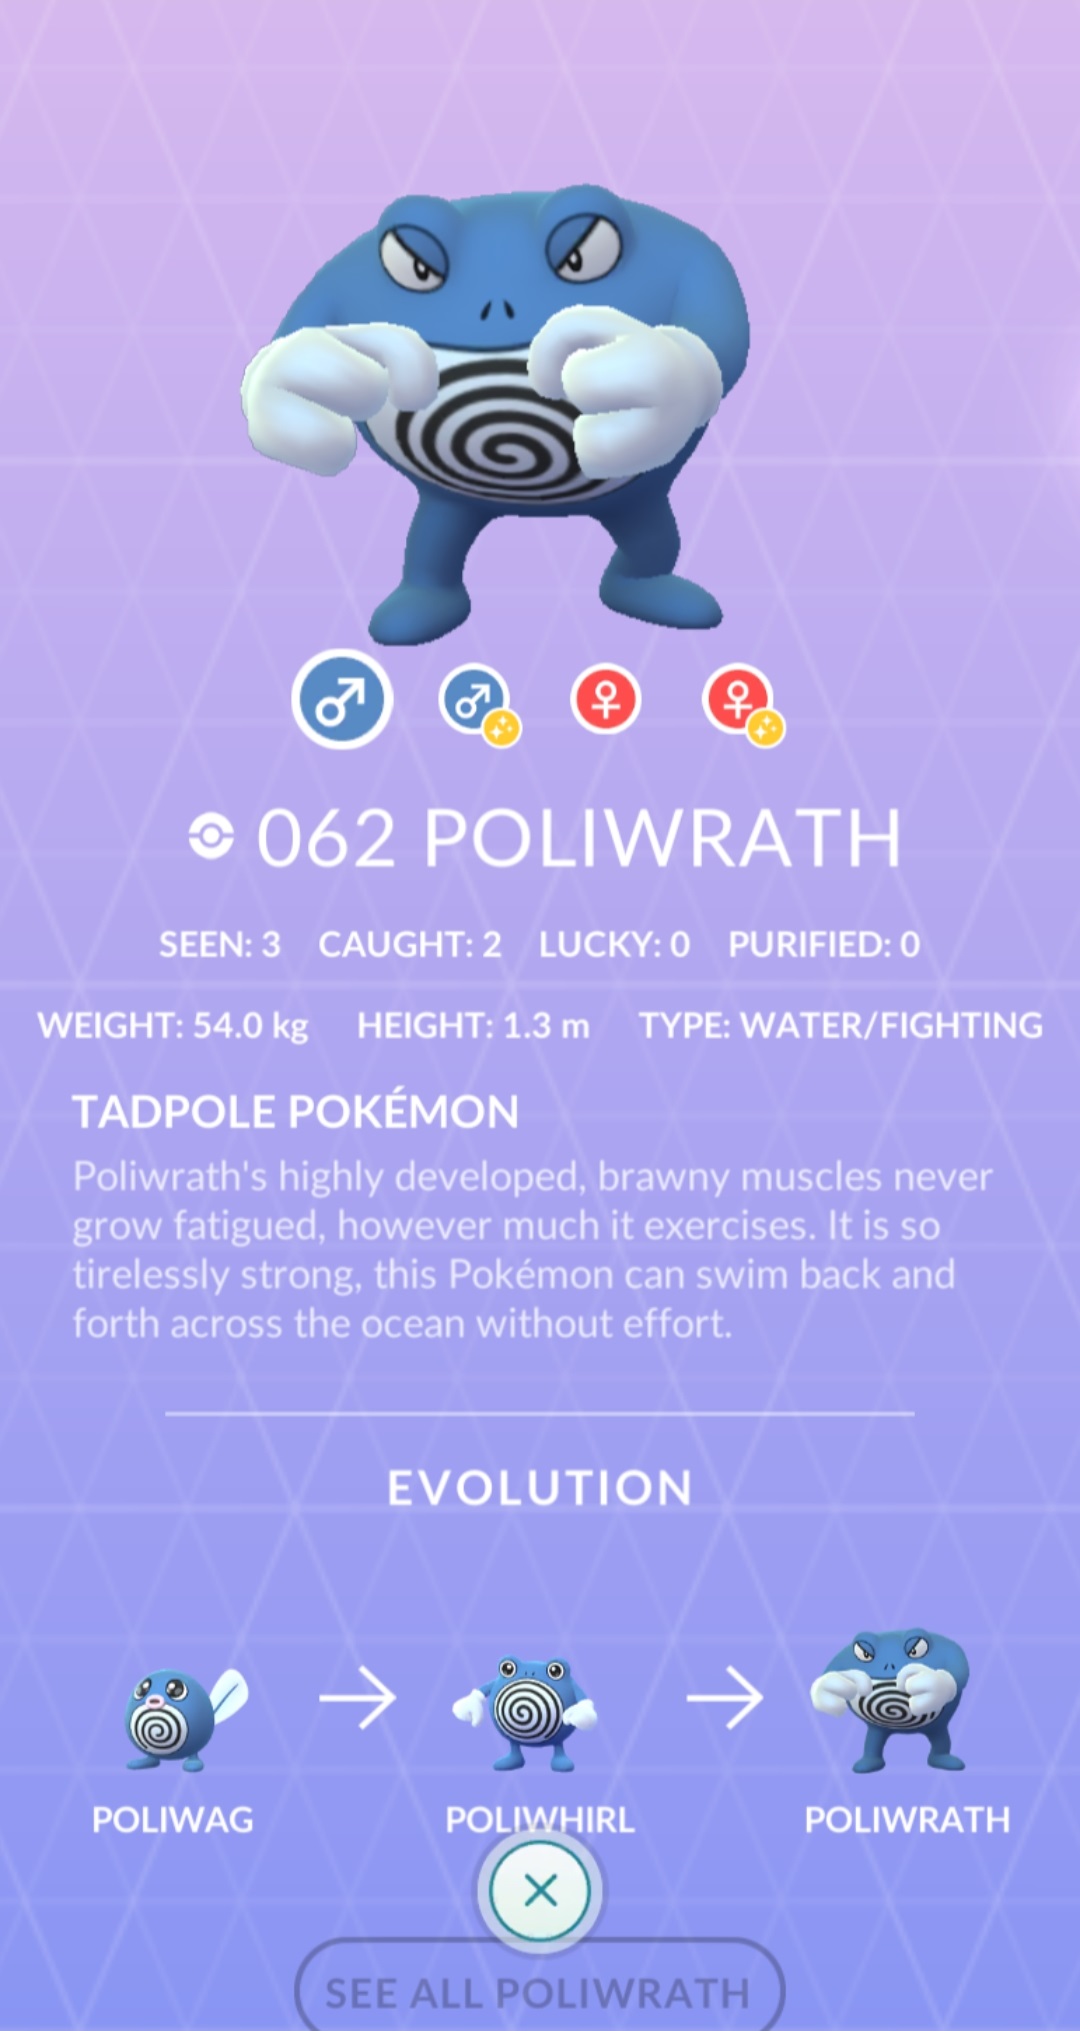 062 POLIWRATH
SEEN: 3 CAUGHT: 2 LUCKY: 0 PURIFIED: 0
WEIGHT: 54.0 kg HEIGHT: 1.3 m TYPE: WATER/FIGHTING
TADPOLE POKÉMON
Poliwrath's highly developed, brawny muscles never
grow fatigued, however much it exercises. It is so
tirelessly strong, this Pokémon can swim back and
forth across the ocean without effort.
EVOLUTION
POLIWAG POLIWHIRL POLIWRATH
SEE ALL POLIWRATH